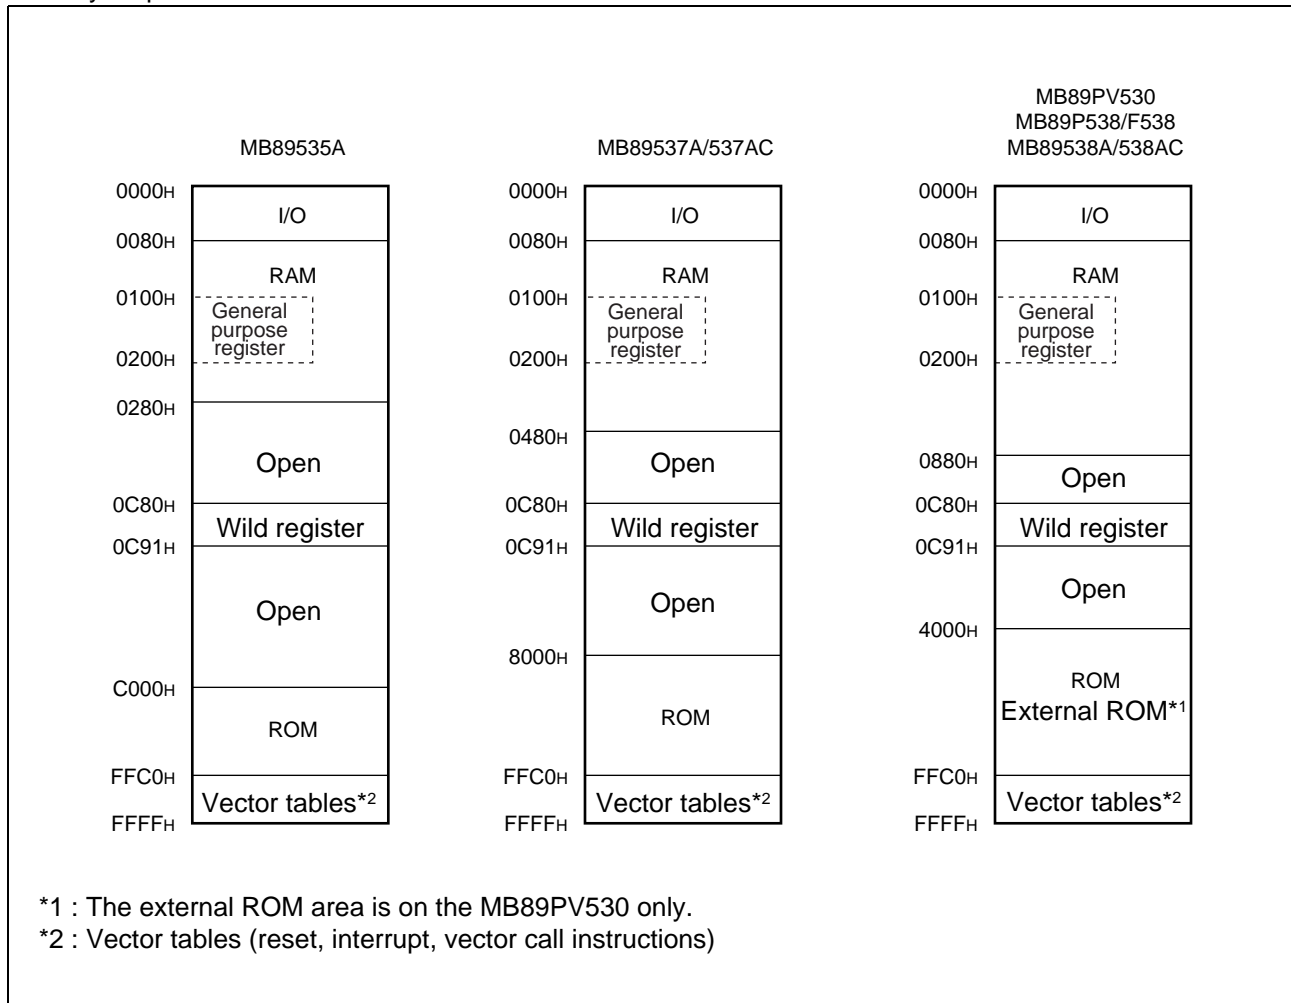 MB89535A
0000H
I/O
0080H
RAM
0100H
General
purpose
register
0200H
0280H
Open
0C80H
Wild register
0C91H
Open
C000H
ROM
FFC0H
Vector tables*2
FFFFH
MB89537A/537AC
0000H
I/O
0080H
RAM
0100H
General
purpose
register
0200H
0480H
Open
0C80H
Wild register
0C91H
Open
8000H
ROM
FFC0H
Vector tables*2
FFFFH
MB89PV530
MB89P538/F538
MB89538A/538AC
0000H
I/O
0080H
RAM
0100H
General
purpose
register
0200H
0880H
Open
0C80H
Wild register
0C91H
Open
4000H
ROM
External ROM*1
FFC0H
Vector tables*2
FFFFH
*1 : The external ROM area is on the MB89PV530 only.
*2 : Vector tables (reset, interrupt, vector call instructions)